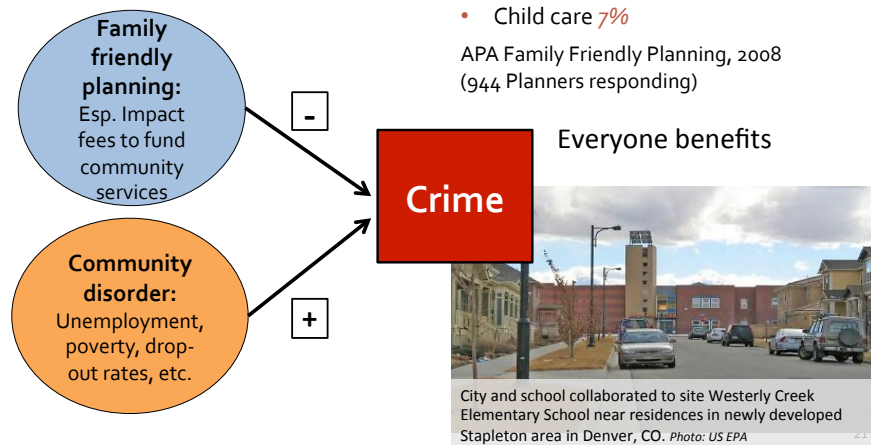 Family
friendly
planning:
Esp. Impact
fees to fund
community
services
-
Community
disorder:
Unemployment,
poverty, drop-
out rates, etc.
+
Crime
• Child care 7%
APA Family Friendly Planning, 2008
(944 Planners responding)
Everyone benefits
City and school collaborated to site Westerly Creek
Elementary School near residences in newly developed
Stapleton area in Denver, CO. Photo: US EPA
21